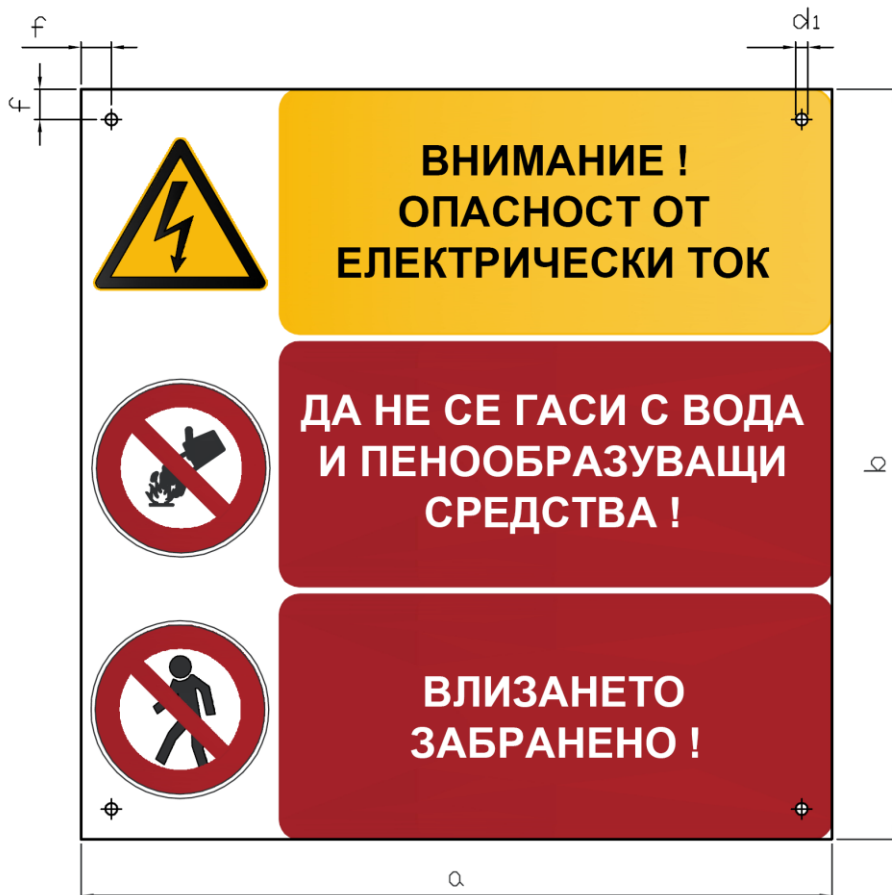 f
d1
f
ВНИМАНИЕ !
ОПАСНОСТ ОТ
ЕЛЕКТРИЧЕСКИ ТОК
ДА НЕ СЕ ГАСИ С ВОДА
И ПЕНООБРАЗУВАЩИ
СРЕДСТВА !
b
ВЛИЗАНЕТО
ЗАБРАНЕНО !
a